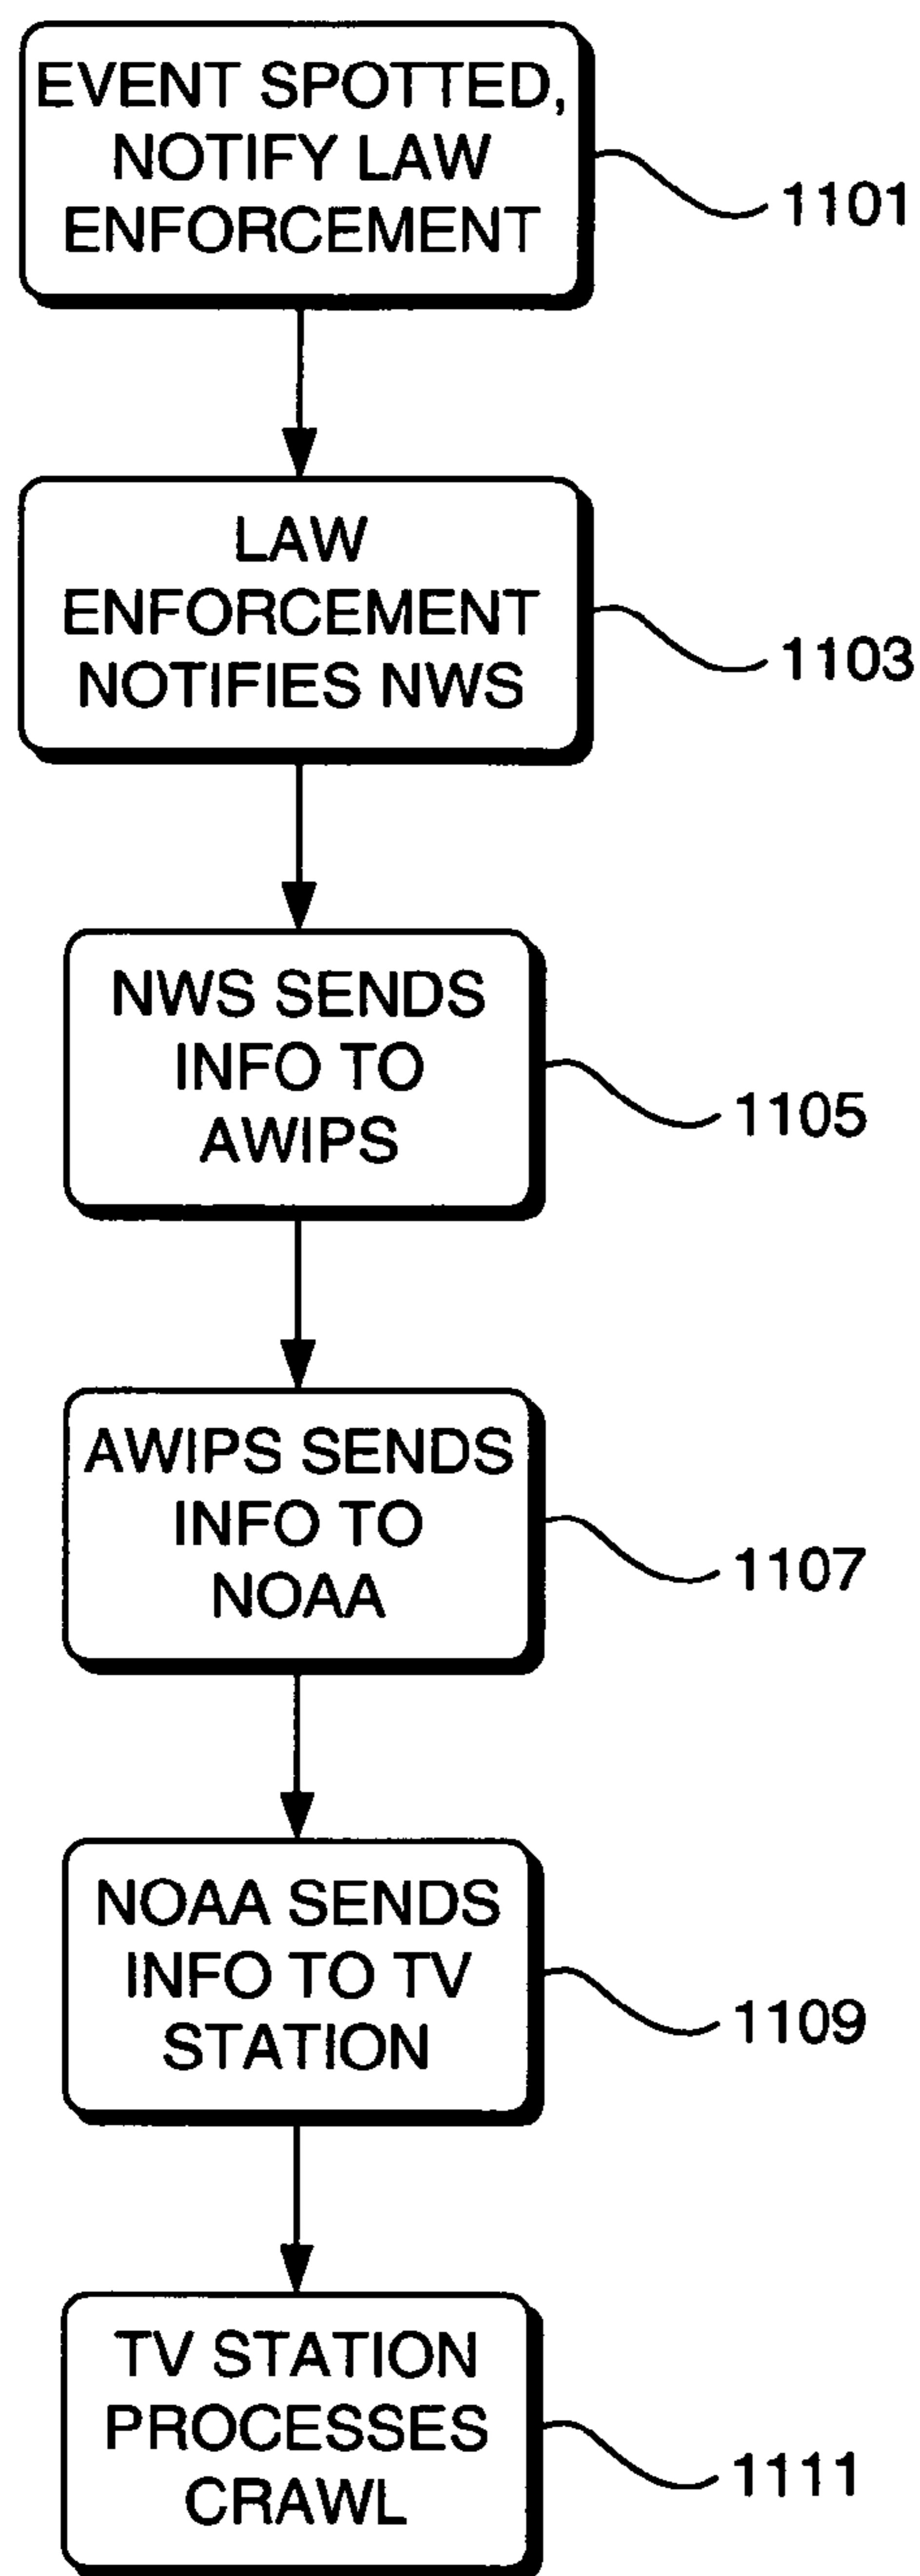 EVENT SPOTTED,
NOTIFY LAW
ENFORCEMENT
1101
LAW
ENFORCEMENT
NOTIFIES NWS
1103
NWS SENDS
INFO TO
AWIPS
1105
AWIPS SENDS
INFO TO
NOAA
1107
NOAA SENDS
INFO TO TV
STATION
1109
TV STATION
PROCESSES
CRAWL
1111